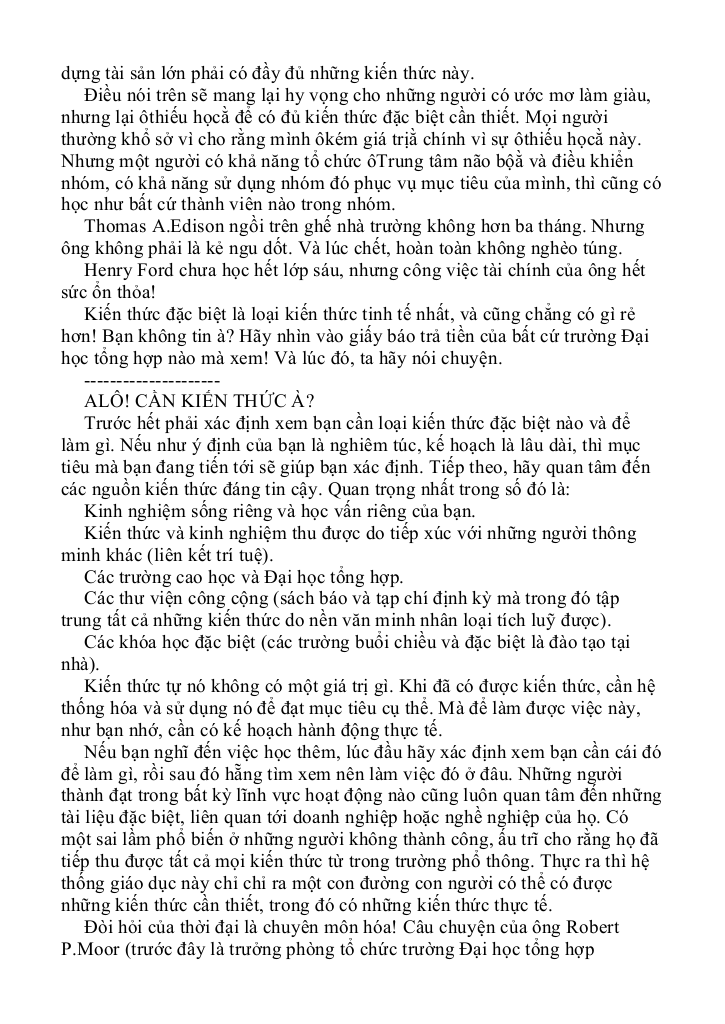 dựng tài sản lớn phải có đầy đủ những kiến thức này.
Điều nói trên sẽ mang lại hy vọng cho những người có ước mơ làm giàu,
nhưng lại ôthiếu họcằ để có đủ kiến thức đặc biệt cần thiết. Mọi người
thường khổ sở vì cho rằng mình ôkém giá trịằ chính vì sự ôthiếu họcằ này.
Nhưng một người có khả năng tổ chức ôTrung tâm não bộằ và điều khiển
nhóm, có khả năng sử dụng nhóm đó phục vụ mục tiêu của mình, thì cũng có
học như bất cứ thành viên nào trong nhóm.
Thomas A.Edison ngồi trên ghế nhà trường không hơn ba tháng. Nhưng
ông không phải là kẻ ngu dốt. Và lúc chết, hoàn toàn không nghèo túng.
Henry Ford chưa học hết lớp sáu, nhưng công việc tài chính của ông hết
sức ổn thỏa!
Kiến thức đặc biệt là loại kiến thức tinh tế nhất, và cũng chẳng có gì rẻ
hơn! Bạn không tin à? Hãy nhìn vào giấy báo trả tiền của bất cứ trường Đại
học tổng hợp nào mà xem! Và lúc đó, ta hãy nói chuyện.
---------------------
ALÔ! CẦN KIẾN THỨC À?
Trước hết phải xác định xem bạn cần loại kiến thức đặc biệt nào và để
làm gì. Nếu như ý định của bạn là nghiêm túc, kế hoạch là lâu dài, thì mục
tiêu mà bạn đang tiến tới sẽ giúp bạn xác định. Tiếp theo, hãy quan tâm đến
các nguồn kiến thức đáng tin cậy. Quan trọng nhất trong số đó là:
Kinh nghiệm sống riêng và học vấn riêng của bạn.
Kiến thức và kinh nghiệm thu được do tiếp xúc với những người thông
minh khác (liên kết trí tuệ).
Các trường cao học và Đại học tổng hợp.
Các thư viện công cộng (sách báo và tạp chí định kỳ mà trong đó tập
trung tất cả những kiến thức do nền văn minh nhân loại tích luỹ được).
Các khóa học đặc biệt (các trường buổi chiều và đặc biệt là đào tạo tại
nhà).
Kiến thức tự nó không có một giá trị gì. Khi đã có được kiến thức, cần hệ
thống hóa và sử dụng nó để đạt mục tiêu cụ thể. Mà để làm được việc này,
như bạn nhớ, cần có kế hoạch hành động thực tế.
Nếu bạn nghĩ đến việc học thêm, lúc đầu hãy xác định xem bạn cần cái đó
để làm gì, rồi sau đó hằng tìm xem nên làm việc đó ở đâu. Những người
thành đạt trong bất kỳ lĩnh vực hoạt động nào cũng luôn quan tâm đến những
tài liệu đặc biệt, liên quan tới doanh nghiệp hoặc nghề nghiệp của họ. Có
một sai lầm phổ biến ở những người không thành công, ấu trĩ cho rằng họ đã
tiếp thu được tất cả mọi kiến thức từ trong trường phổ thông. Thực ra thì hệ
thống giáo dục này chỉ chỉ ra một con đường con người có thể có được
những kiến thức cần thiết, trong đó có những kiến thức thực tế.
Đòi hỏi của thời đại là chuyên môn hóa! Câu chuyện của ông Robert
P.Moor (trước đây là trưởng phòng tổ chức trường Đại học tổng hợp